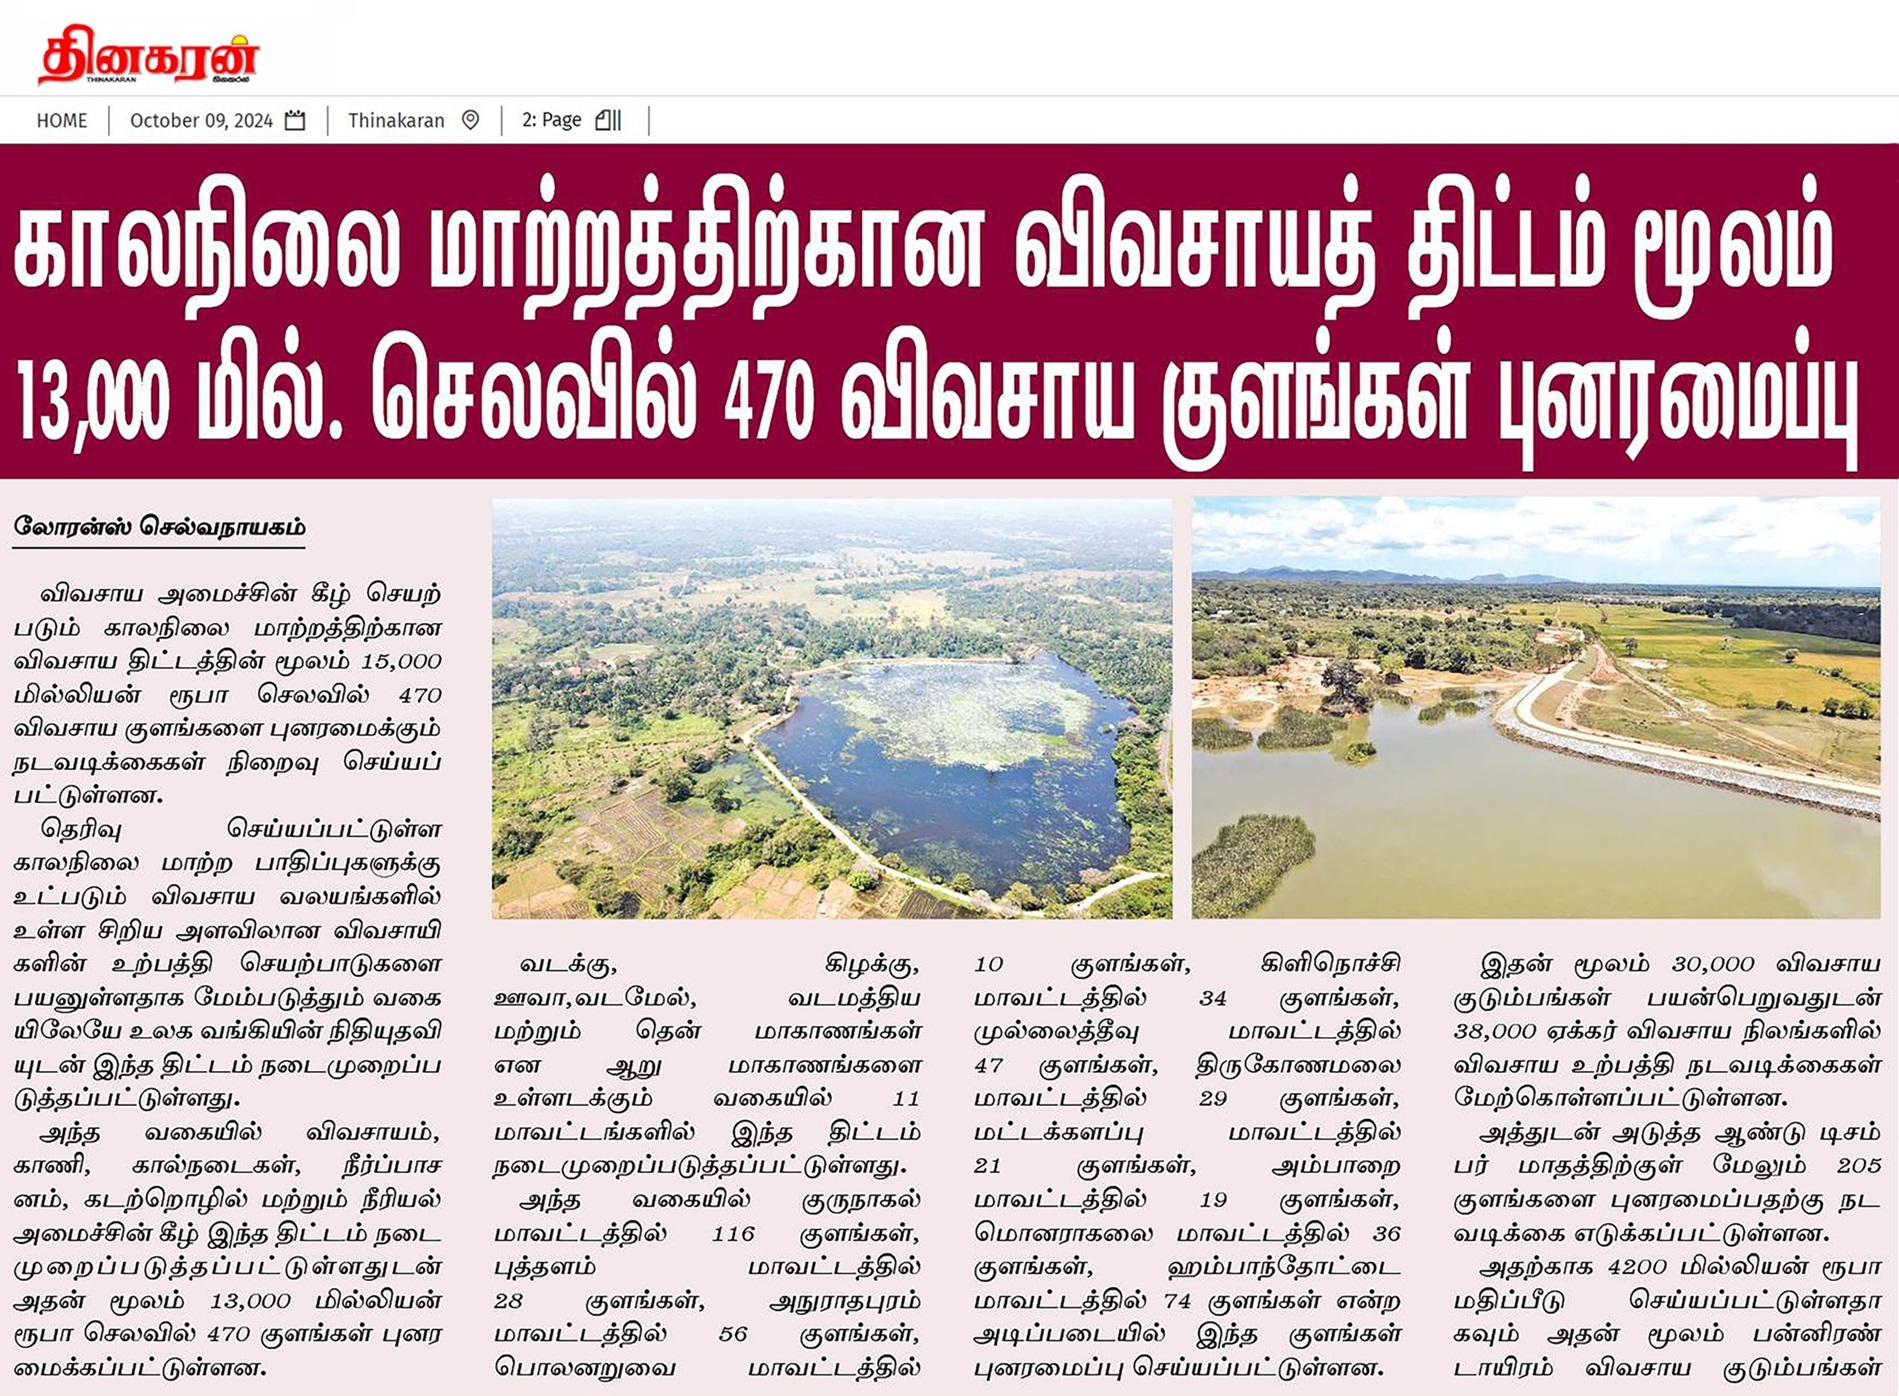 தினகரன்
THINAKARAN
HOME
October 09, 2024
Thinakaran
2: Page
காலநிலை மாற்றத்திற்கான விவசாயத் திட்டம் மூலம்
13,000 மில். செலவில் 470 விவசாய குளங்கள் புனரமைப்பு
லோரன்ஸ் செல்வநாயகம்
விவசாய அமைச்சின் கீழ் செயற்
படும் காலநிலை மாற்றத்திற்கான
விவசாய திட்டத்தின் மூலம் 15,000
மில்லியன் ரூபா செலவில் 470
விவசாய குளங்களை புனரமைக்கும்
நடவடிக்கைகள் நிறைவு செய்யப்
பட்டுள்ளன.
தெரிவு செய்யப்பட்டுள்ள
காலநிலை மாற்ற பாதிப்புகளுக்கு
உட்படும் விவசாய வலயங்களில்
உள்ள சிறிய அளவிலான விவசாயி
களின் உற்பத்தி செயற்பாடுகளை
பயனுள்ளதாக மேம்படுத்தும் வகை
யிலேயே உலக வங்கியின் நிதியுதவி
யுடன் இந்த திட்டம் நடைமுறைப்ப
டுத்தப்பட்டுள்ளது.
அந்த வகையில் விவசாயம்,
காணி, கால்நடைகள், நீர்ப்பாச
னம், கடற்றொழில் மற்றும் நீரியல்
அமைச்சின் கீழ் இந்த திட்டம் நடை
முறைப்படுத்தப்பட்டுள்ளதுடன்
அதன் மூலம் 13,000 மில்லியன்
ரூபா செலவில் 470 குளங்கள் புனர
மைக்கப்பட்டுள்ளன.
வடக்கு, கிழக்கு,
ஊவா,வடமேல், வடமத்திய
மற்றும் தென் மாகாணங்கள்
என ஆறு மாகாணங்களை
உள்ளடக்கும் வகையில் 11
மாவட்டங்களில் இந்த திட்டம்
நடைமுறைப்படுத்தப்பட்டுள்ளது.
அந்த வகையில் குருநாகல்
மாவட்டத்தில் 116 குளங்கள்,
புத்தளம் மாவட்டத்தில்
28 குளங்கள், அநுராதபுரம்
மாவட்டத்தில் 56 குளங்கள்,
பொலனறுவை மாவட்டத்தில்
10 குளங்கள், கிளிநொச்சி
மாவட்டத்தில் 34 குளங்கள்,
முல்லைத்தீவு மாவட்டத்தில்
47 குளங்கள், திருகோணமலை
மாவட்டத்தில் 29 குளங்கள்,
மட்டக்களப்பு மாவட்டத்தில்
21 குளங்கள், அம்பாறை
மாவட்டத்தில் 19 குளங்கள்,
மொனராகலை மாவட்டத்தில் 36
குளங்கள், ஹம்பாந்தோட்டை
மாவட்டத்தில் 74 குளங்கள் என்ற
அடிப்படையில் இந்த குளங்கள்
புனரமைப்பு செய்யப்பட்டுள்ளன.
இதன் மூலம் 30,000 விவசாய
குடும்பங்கள் பயன்பெறுவதுடன்
38,000 ஏக்கர் விவசாய நிலங்களில்
விவசாய உற்பத்தி நடவடிக்கைகள்
மேற்கொள்ளப்பட்டுள்ளன.
அத்துடன் அடுத்த ஆண்டு டிசம்
பர் மாதத்திற்குள் மேலும் 205
குளங்களை புனரமைப்பதற்கு நட
வடிக்கை எடுக்கப்பட்டுள்ளன.
அதற்காக 4200 மில்லியன் ரூபா
மதிப்பீடு செய்யப்பட்டுள்ளதா
கவும் அதன் மூலம் பன்னிரண்
டாயிரம் விவசாய குடும்பங்கள்